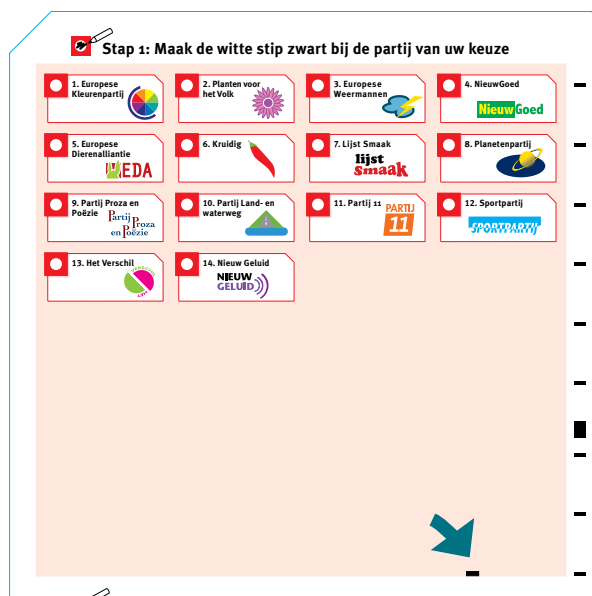 Stap 1: Maak de witte stip zwart bij de partij van uw keuze
1. Europese
Kleurenpartij
2. Planten voor
het Volk
3. Europese
Weermannen
4. NieuwGoed
NieuwGoed
5. Europese
Dierenalliantie
EDA
6. Kruidig
7. Lijst Smaak
lijst
smaak
8. Planetenpartij
9. Partij Proza en
Poëzie
Partij
Proza
en Poëzie
10. Partij Land- en
waterweg
11. Partij 11
PARTIJ
11
12. Sportpartij
SPORTPARTIJ
13. Het Verschil
VERSCHIL
HET
14. Nieuw Geluid
NIEUW
GELUID